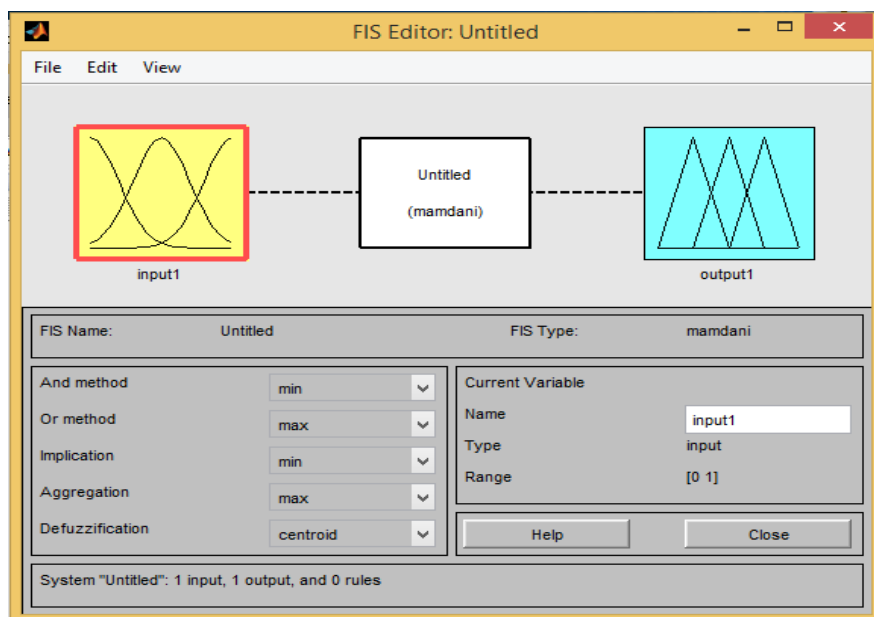 FIS Editor: Untitled
File Edit View
Untitled
(mamdani)
input1
output1
FIS Name: Untitled FIS Type: mamdani
And method min
Or method max
Implication min
Aggregation max
Defuzzification centroid
Current Variable
Name input1
Type input
Range [0 1]
Help Close
System "Untitled": 1 input, 1 output, and 0 rules